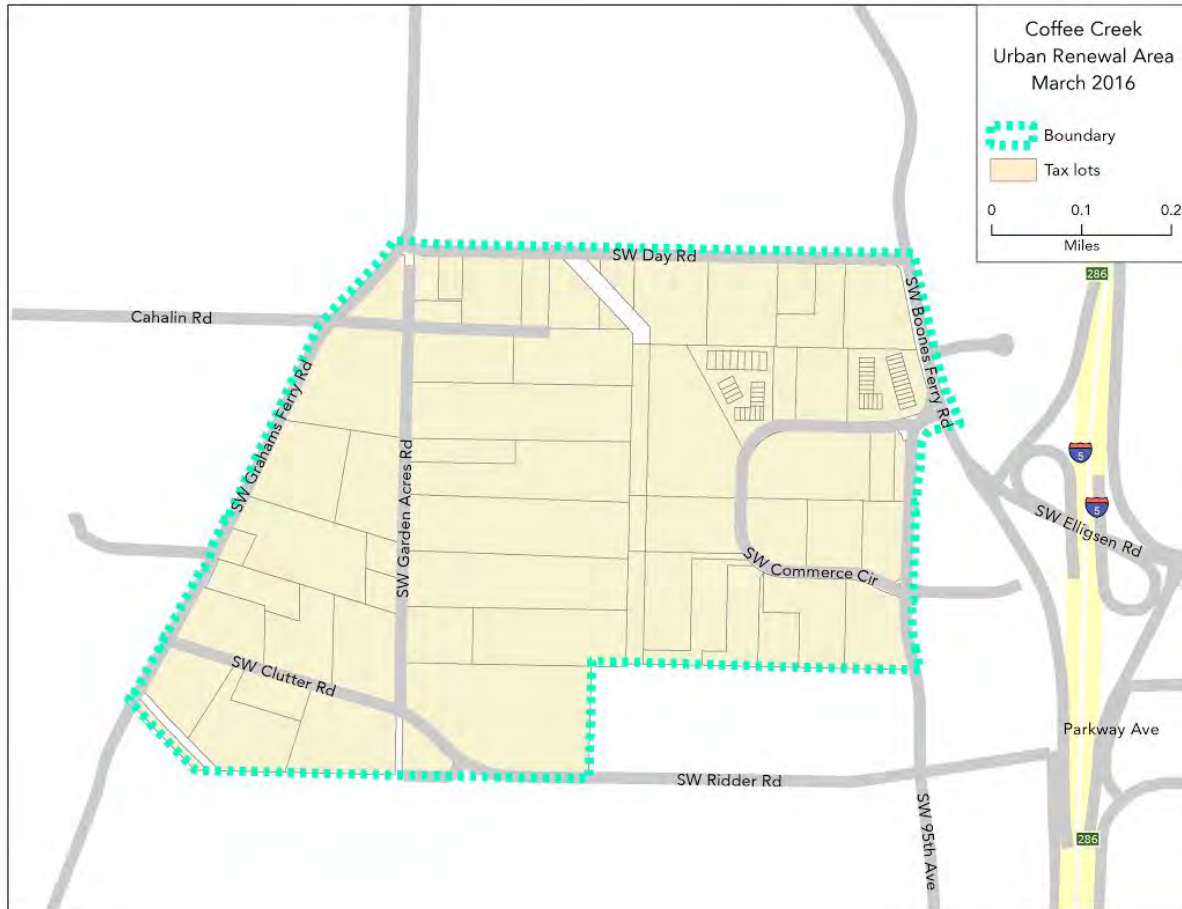 Coffee Creek
Urban Renewal Area
March 2016
Boundary
Tax lots
0
0.1
0.2
Miles
SW Day Rd
286
SW Boones Ferry Rd
Cahalin Rd
SW Grahams Ferry Rd
SW Garden Acres Rd
5
5
SW Elligsen Rd
SW Commerce Cir
SW Clutter Rd
Parkway Ave
SW Ridder Rd
SW 95th Ave
286